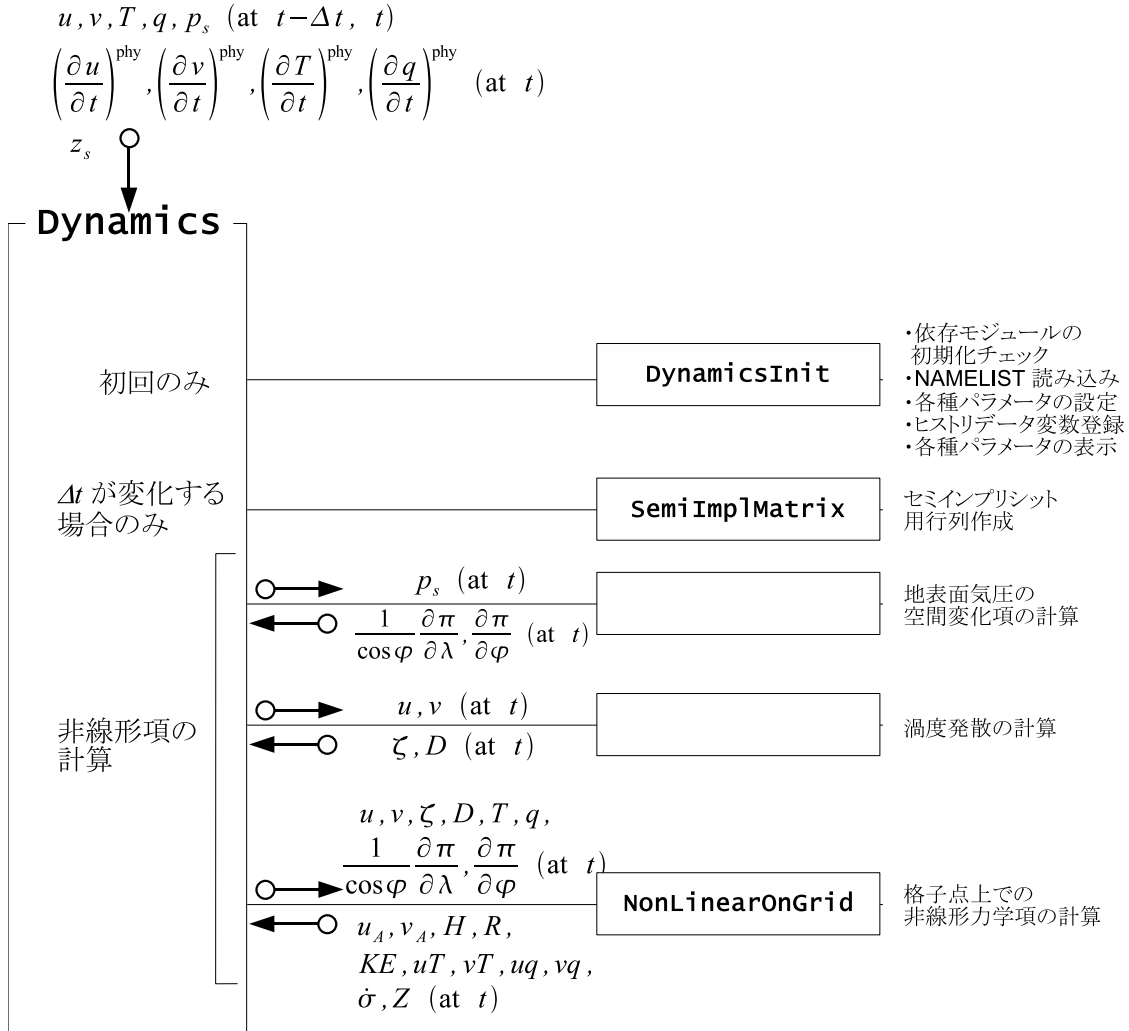 u, v, T, q, p_s (at t−Δt, t)
(∂u/∂t)^phy, (∂v/∂t)^phy, (∂T/∂t)^phy, (∂q/∂t)^phy (at t)
z_s
Dynamics
初回のみ
DynamicsInit
・依存モジュールの
初期化チェック
・NAMELIST 読み込み
・各種パラメータの設定
・ヒストリデータ変数登録
・各種パラメータの表示
Δt が変化する
場合のみ
SemiImplMatrix
セミインプリシット
用行列作成
非線形項の
計算
p_s (at t)
1/cosφ ∂π/∂λ, ∂π/∂φ (at t)
地表面気圧の
空間変化項の計算
u, v (at t)
ζ, D (at t)
渦度発散の計算
u, v, ζ, D, T, q,
1/cosφ ∂π/∂λ, ∂π/∂φ (at t)
NonLinearOnGrid
格子点上での
非線形力学項の計算
u_A, v_A, H, R,
KE, uT, vT, uq, vq,
σ̇, Z (at t)